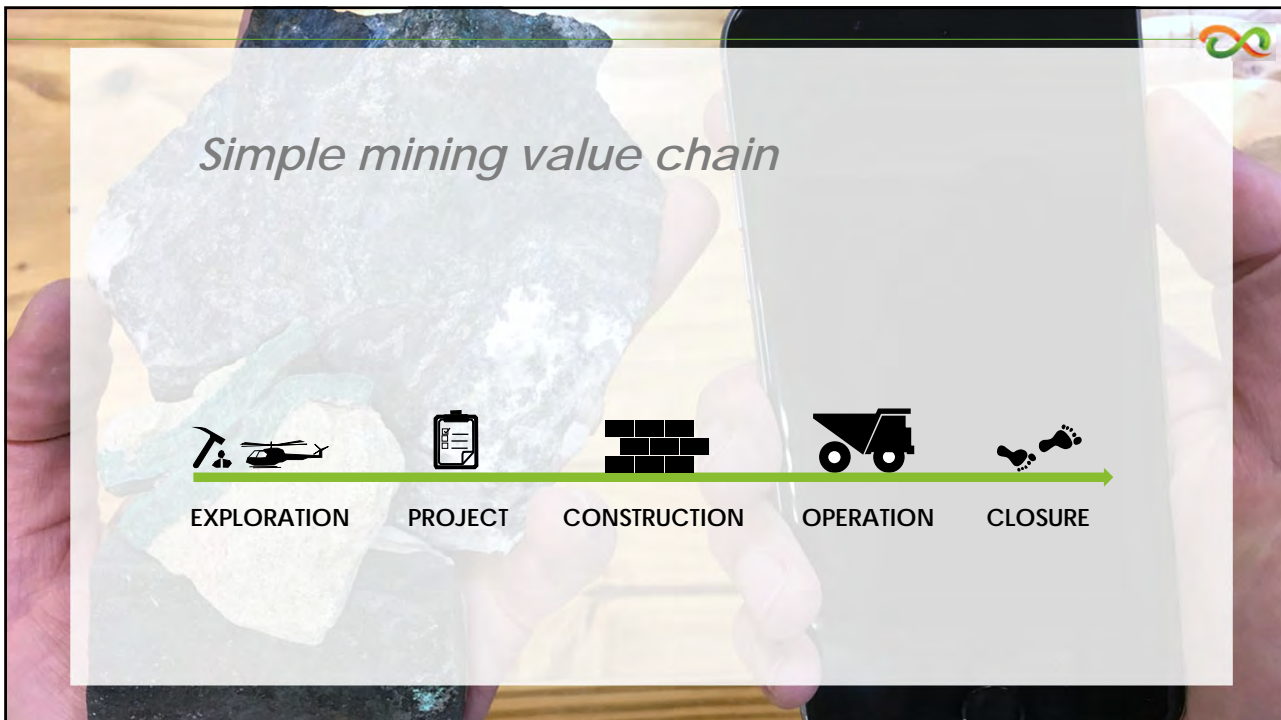 Simple mining value chain
EXPLORATION PROJECT CONSTRUCTION OPERATION CLOSURE